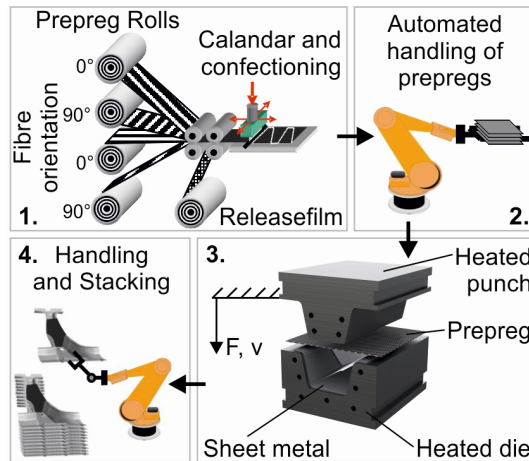 Prepreg Rolls
0°
90°
0°
90°
Fibre
orientation
Calandar and
confectioning
Releasefilm
1.
Automated
handling of
prepregs
2.
3.
Heated
punch
Prepreg
F, v
Sheet metal
Heated die
4. Handling
and Stacking